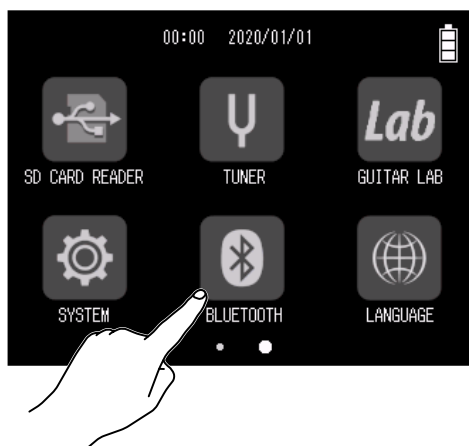 00:00 2020/01/01
Lab
SD CARD READER TUNER GUITAR LAB
SYSTEM BLUETOOTH LANGUAGE